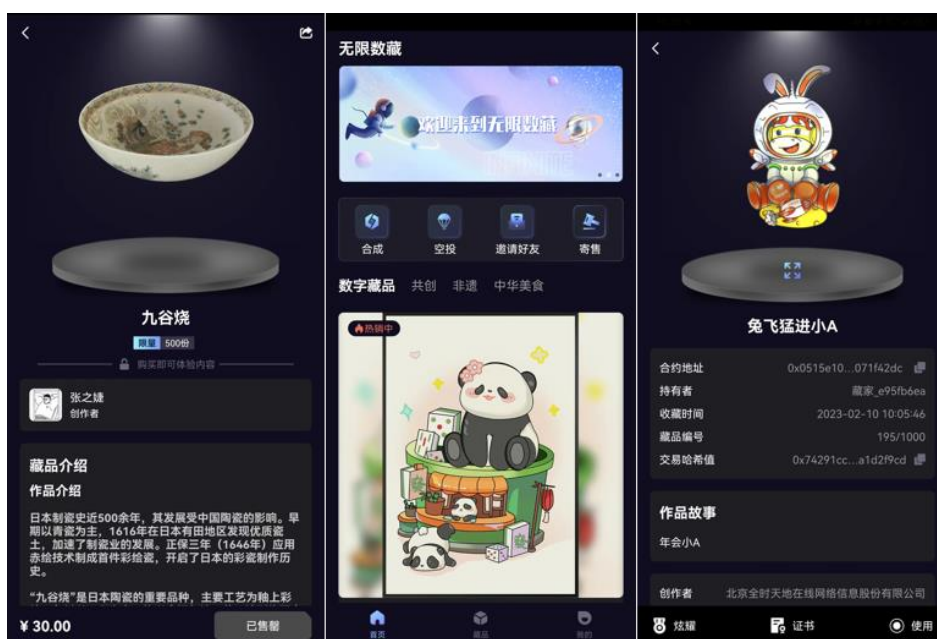 九谷烧
限量 500份
购买即可体验内容
张之婕
创作者
藏品介绍
作品介绍
日本制瓷史近500余年，其发展受中国陶瓷的影响。早
期以青瓷为主，1616年在日本有田地区发现优质瓷
土，加速了制瓷业的发展。正保三年（1646年）应用
赤绘技术制成首件彩绘瓷，开启了日本的彩瓷制作历
史。
“九谷烧”是日本陶瓷的重要品种，主要工艺为釉上彩
¥ 30.00
已售罄
无限数藏
欢迎来到无限数藏
合成
空投
邀请好友
寄售
数字藏品 共创 非遗 中华美食
热销中
首页
藏品
我的
兔飞猛进小A
合约地址 0x0515e10...071f42dc
持有者 藏家_e95fb6ea
收藏时间 2023-02-10 10:05:46
藏品编号 195/1000
交易哈希值 0x74291cc...a1d2f9cd
作品故事
年会小A
创作者 北京全时天地在线网络信息股份有限公司
炫耀
证书
使用